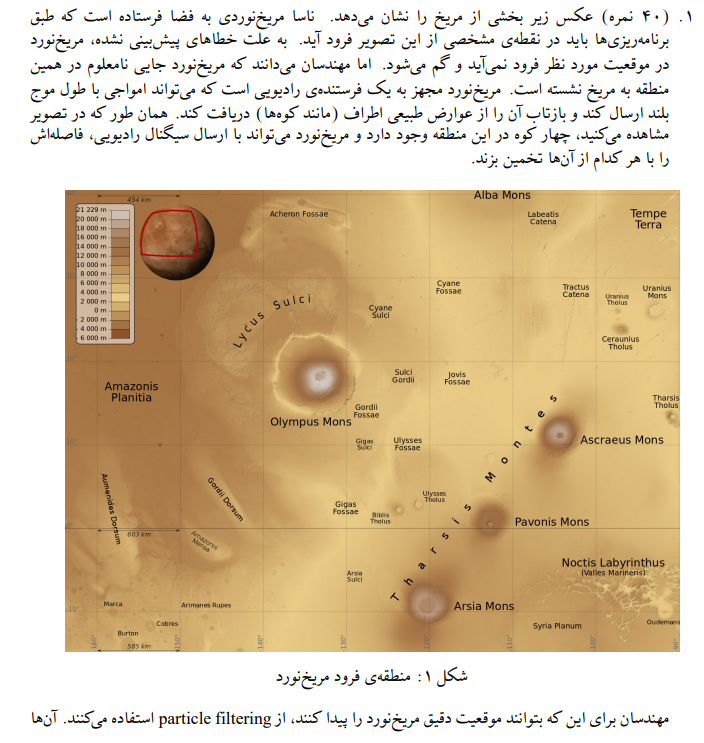 ۱. (۴۰ نمره) عکس زیر بخشی از مریخ را نشان می‌دهد. ناسا مریخ‌نوردی به فضا فرستاده است که طبق
برنامه‌ریزی‌ها باید در نقطه‌ی مشخصی از این تصویر فرود آید. به علت خطاهای پیش‌بینی نشده، مریخ‌نورد
در موقعیت مورد نظر فرود نمی‌آید و گم می‌شود. اما مهندسان می‌دانند که مریخ‌نورد جایی نامعلوم در همین
منطقه به مریخ نشسته است. مریخ‌نورد مجهز به یک فرستنده‌ی رادیویی است که می‌تواند امواجی با طول موج
بلند ارسال کند و بازتاب آن را از عوارض طبیعی اطراف (مانند کوه‌ها) دریافت کند. همان طور که در تصویر
مشاهده می‌کنید، چهار کوه در این منطقه وجود دارد و مریخ‌نورد می‌تواند با ارسال سیگنال رادیویی، فاصله‌اش
را با هر کدام از آن‌ها تخمین بزند.
454 km
21 229 m
20 000 m
18 000 m
16 000 m
14 000 m
12 000 m
10 000 m
8 000 m
6 000 m
4 000 m
2 000 m
0 m
2 000 m
4 000 m
6 000 m
Alba Mons
Acheron Fossae
Labeatis
Catena
Tempe
Terra
Cyane
Fossae
Tractus
Catena
Uranius
Tholus
Uranius
Mons
Lycus Sulci
Cyane
Sulci
Ceraunius
Tholus
Amazonis
Planitia
Sulci
Gordii
Jovis
Fossae
Olympus Mons
Gordii
Fossae
Tharsis
Tholus
Gigas
Sulci
Ulysses
Fossae
Ascraeus Mons
Tharsis Montes
Aumenides Dorsum
Gordii Dorsum
Ulysses
Tholus
Gigas
Fossae
Biblis
Tholus
Pavonis Mons
603 km
Amazonis
Mensa
Noctis Labyrinthus
(Valles Marineris)
Arsia
Sulci
Marca
Arimanes Rupes
Arsia Mons
Cobres
Burton
Syria Planum
Oudemans
-10°
160°
150°
140°
130°
120°
110°
100°
90°
585 km
شکل ۱: منطقه‌ی فرود مریخ‌نورد
مهندسان برای این که بتوانند موقعیت دقیق مریخ‌نورد را پیدا کنند، از particle filtering استفاده می‌کنند. آن‌ها